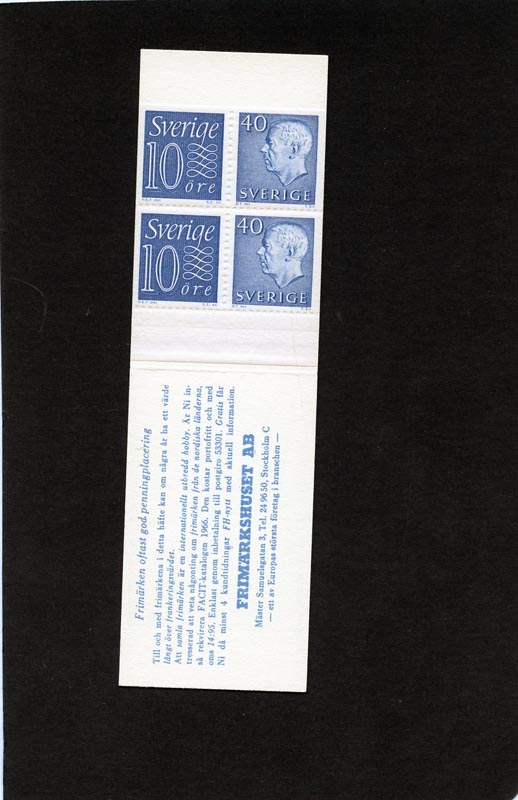 Sverige
10
öre
40
SVERIGE
Sverige
10
öre
40
SVERIGE
Frimärken oftast god penningplacering
Till och med frimärkena i detta häfte kan om några år ha ett värde
långt över frankeringsvärdet.
Att samla frimärken är en internationellt utbredd hobby. Är Ni in-
tresserad att veta någonting om frimärken från de nordiska länderna,
så rekvirera FACIT-katalogen 1966. Den kostar portofritt och med
oms 14:95. Enklast genom inbetalning till postgiro 53301. Gratis får
Ni då minst 4 kundtidningar FH-nytt med aktuell information.
FRIMÄRKSHUSET AB
Mäster Samuelsgatan 3, Tel. 24 96 50, Stockholm C
— ett av Europas största företag i branschen —